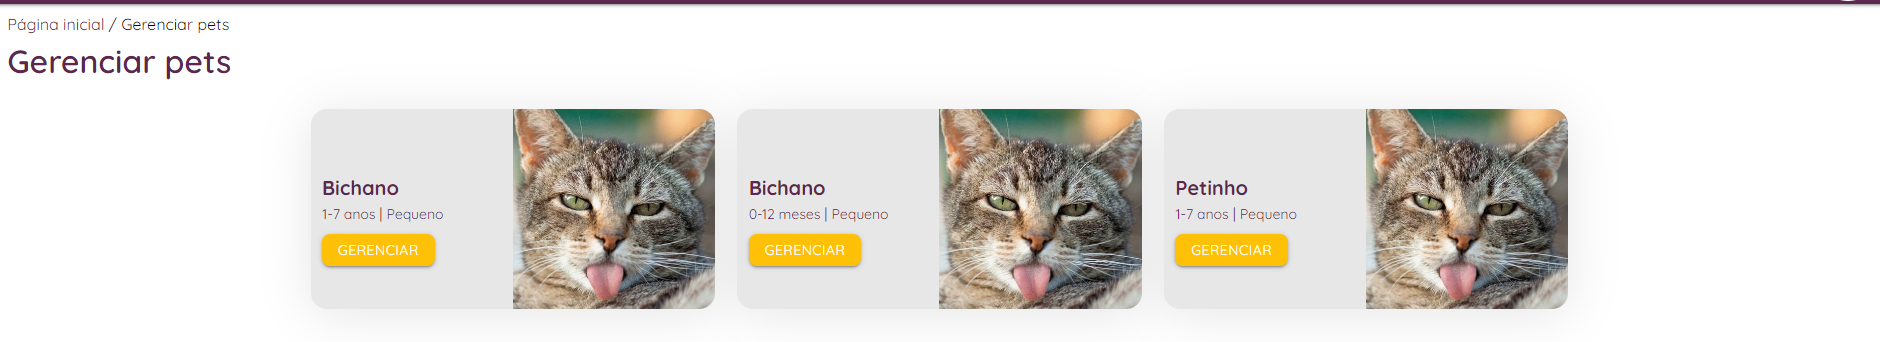 Página inicial / Gerenciar pets
Gerenciar pets
Bichano
1-7 anos | Pequeno
GERENCIAR
Bichano
0-12 meses | Pequeno
GERENCIAR
Petinho
1-7 anos | Pequeno
GERENCIAR